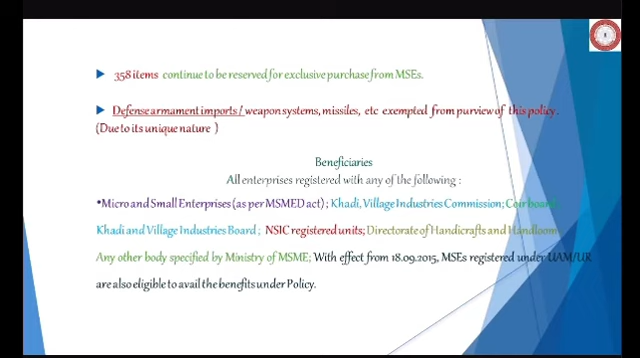 358 items continue to be reserved for exclusive purchase from MSEs.
Defense armament imports / weapon systems, missiles, etc exempted from purview of this policy.
(Due to its unique nature )
Beneficiaries
All enterprises registered with any of the following :
•Micro and Small Enterprises (as per MSMED act) ; Khadi, Village Industries Commission; Coir board;
Khadi and Village Industries Board ; NSIC registered units; Directorate of Handicrafts and Handloom
Any other body specified by Ministry of MSME; With effect from 18.09.2015, MSEs registered under UAM/UR
are also eligible to avail the benefits under Policy.